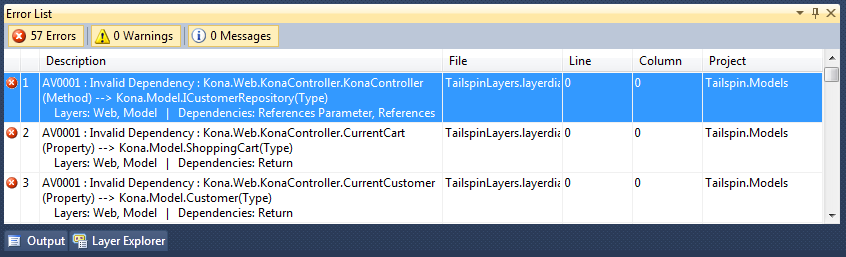 Error List
57 Errors 0 Warnings 0 Messages
Description File Line Column Project
1 AV0001 : Invalid Dependency : Kona.Web.KonaController.KonaController TailspinLayers.layerdia 0 0 Tailspin.Models
(Method) --> Kona.Model.ICustomerRepository(Type)
Layers: Web, Model | Dependencies: References Parameter, References
2 AV0001 : Invalid Dependency : Kona.Web.KonaController.CurrentCart TailspinLayers.layerdia 0 0 Tailspin.Models
(Property) --> Kona.Model.ShoppingCart(Type)
Layers: Web, Model | Dependencies: Return
3 AV0001 : Invalid Dependency : Kona.Web.KonaController.CurrentCustomer TailspinLayers.layerdia 0 0 Tailspin.Models
(Property) --> Kona.Model.Customer(Type)
Layers: Web, Model | Dependencies: Return
Output Layer Explorer